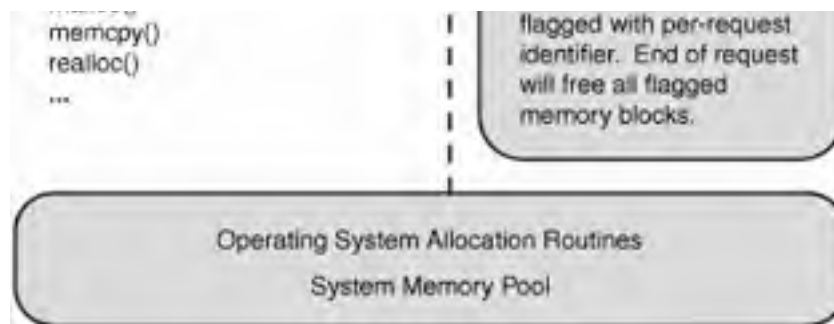 memcpy()
realloc()
...
flagged with per-request
identifier. End of request
will free all flagged
memory blocks.
Operating System Allocation Routines
System Memory Pool